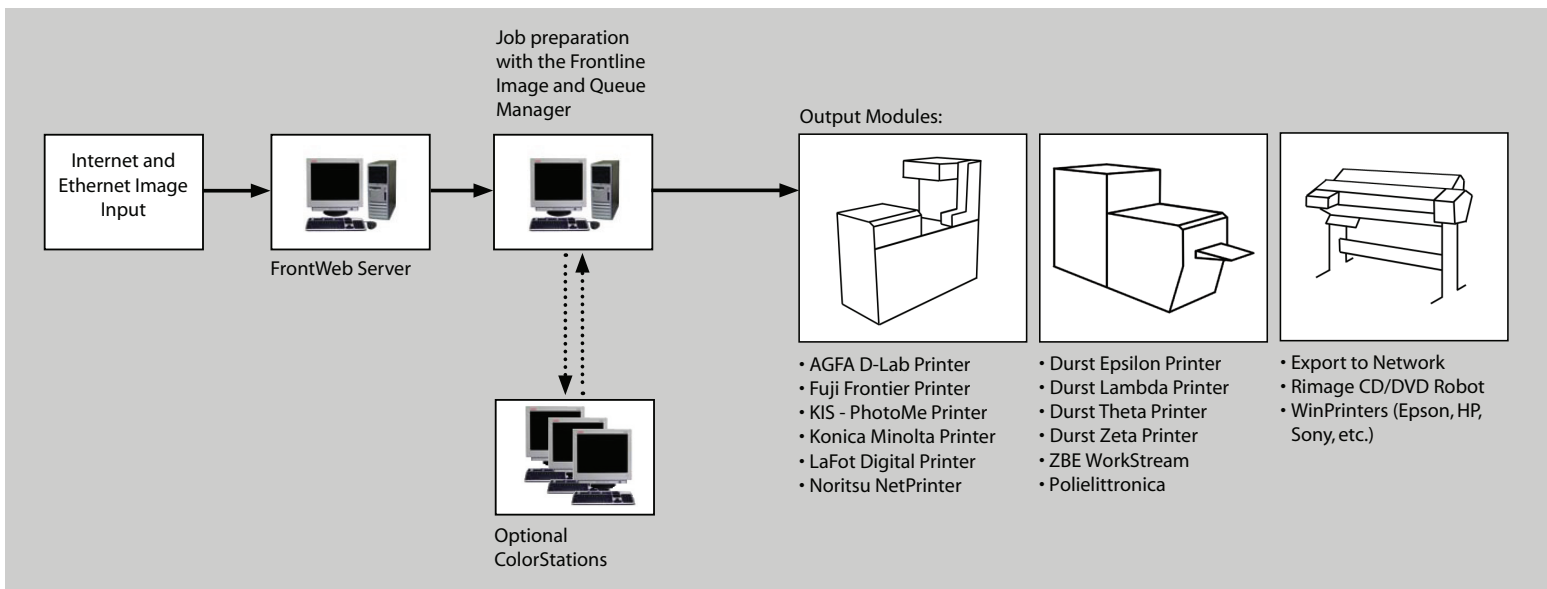 Job preparation
with the Frontline
Image and Queue
Manager
Output Modules:
Internet and
Ethernet Image
Input
FrontWeb Server
• AGFA D-Lab Printer
• Fuji Frontier Printer
• KIS - PhotoMe Printer
• Konica Minolta Printer
• LaFot Digital Printer
• Noritsu NetPrinter
• Durst Epsilon Printer
• Durst Lambda Printer
• Durst Theta Printer
• Durst Zeta Printer
• ZBE WorkStream
• Polielittronica
• Export to Network
• Rimage CD/DVD Robot
• WinPrinters (Epson, HP,
Sony, etc.)
Optional
ColorStations